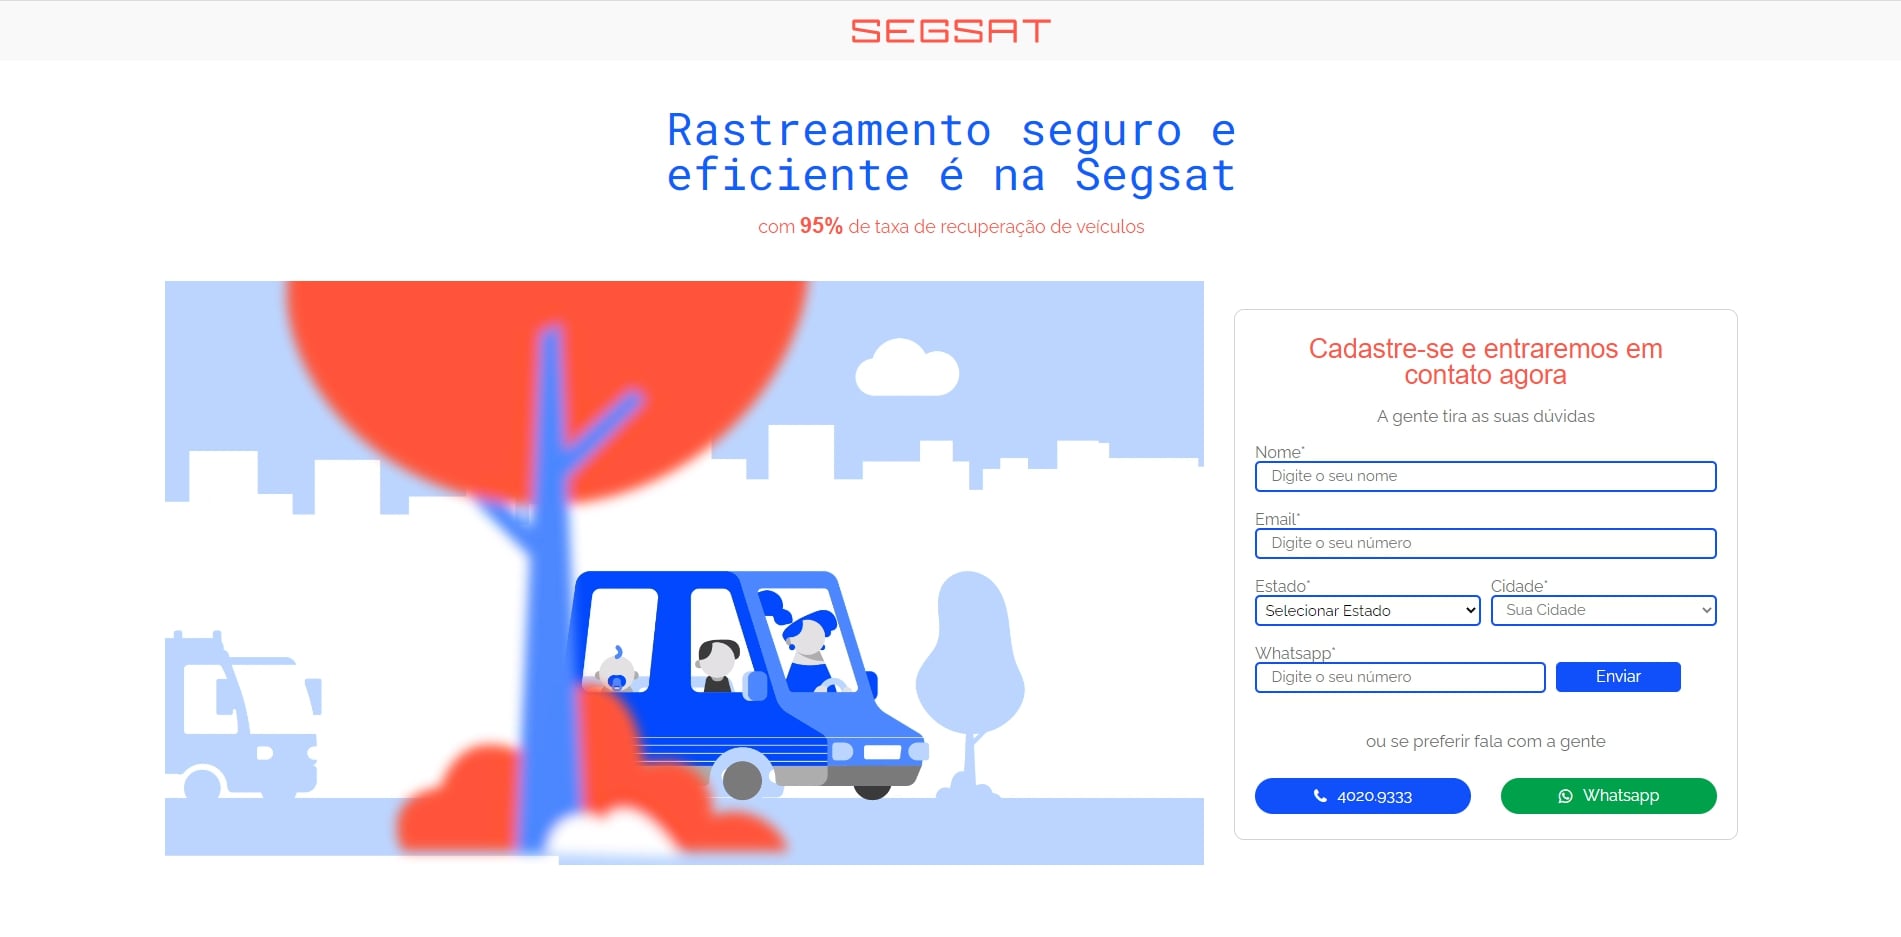 SEGSAT
Rastreamento seguro e
eficiente é na Segsat
com 95% de taxa de recuperação de veículos
Cadastre-se e entraremos em
contato agora
A gente tira as suas dúvidas
Nome*
Digite o seu nome
Email*
Digite o seu número
Estado* Cidade*
Selecionar Estado Sua Cidade
Whatsapp*
Digite o seu número Enviar
ou se preferir fala com a gente
4020.9333 Whatsapp